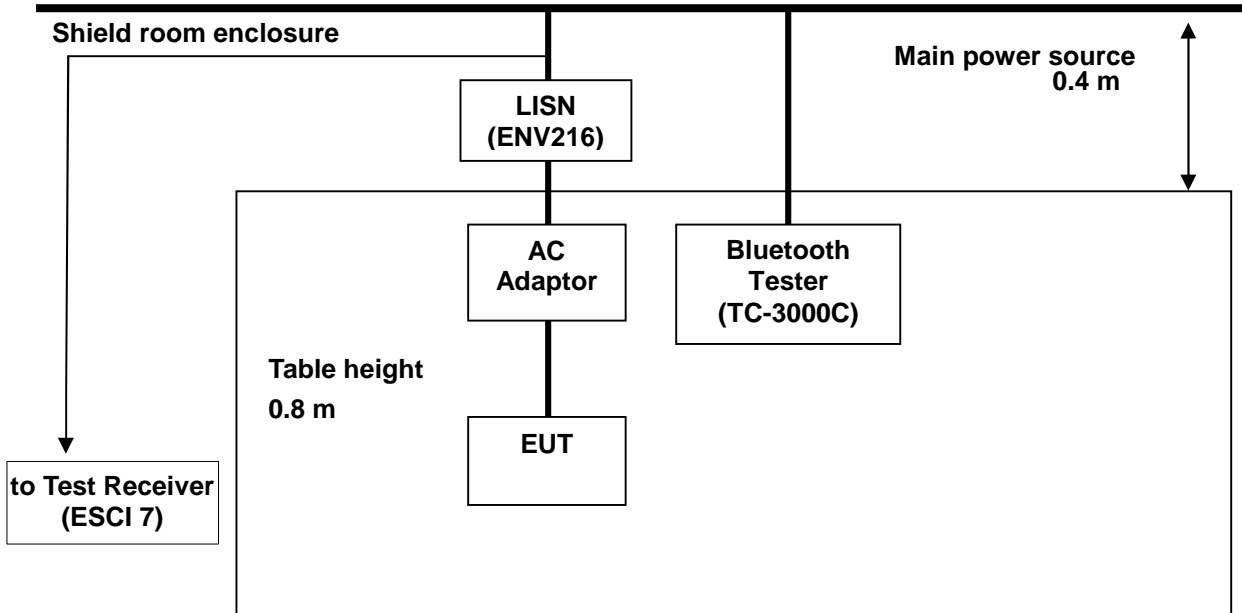 Shield room enclosure
Main power source
0.4 m
LISN
(ENV216)
AC
Adaptor
Bluetooth
Tester
(TC-3000C)
Table height
0.8 m
EUT
to Test Receiver
(ESCI 7)